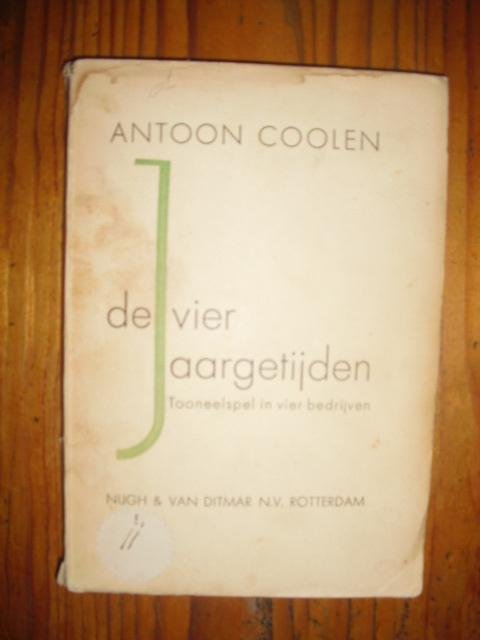 ANTOON COOLEN
de vier
Jaargetijden
Tooneelspel in vier bedrijven
NIJGH & VAN DITMAR N.V. ROTTERDAM